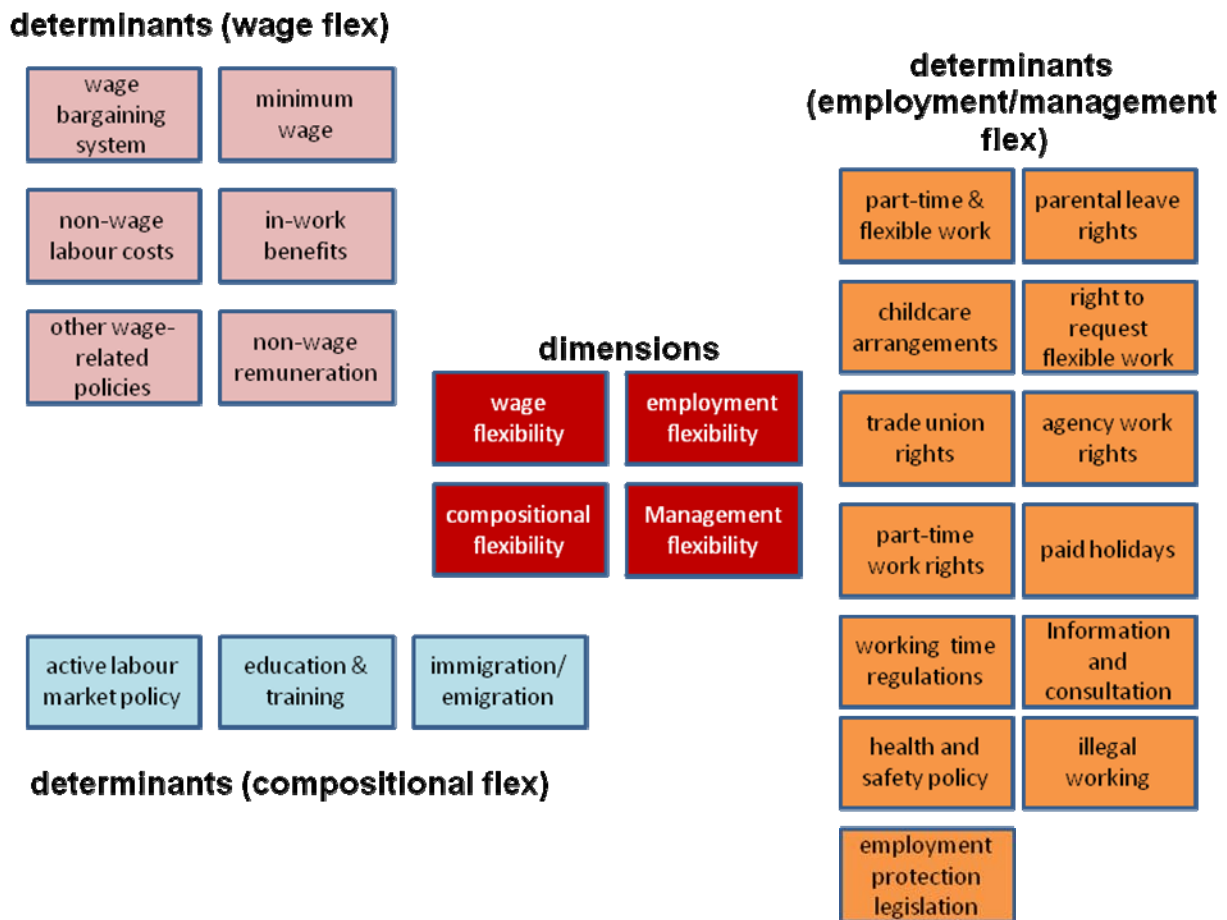 determinants (wage flex)
wage
bargaining
system
minimum
wage
non-wage
labour costs
in-work
benefits
other wage-
related
policies
non-wage
remuneration
dimensions
wage
flexibility
employment
flexibility
compositional
flexibility
Management
flexibility
active labour
market policy
education &
training
immigration/
emigration
determinants (compositional flex)
determinants
(employment/management
flex)
part-time &
flexible work
parental leave
rights
childcare
arrangements
right to
request
flexible work
trade union
rights
agency work
rights
part-time
work rights
paid holidays
working time
regulations
Information
and
consultation
health and
safety policy
illegal
working
employment
protection
legislation